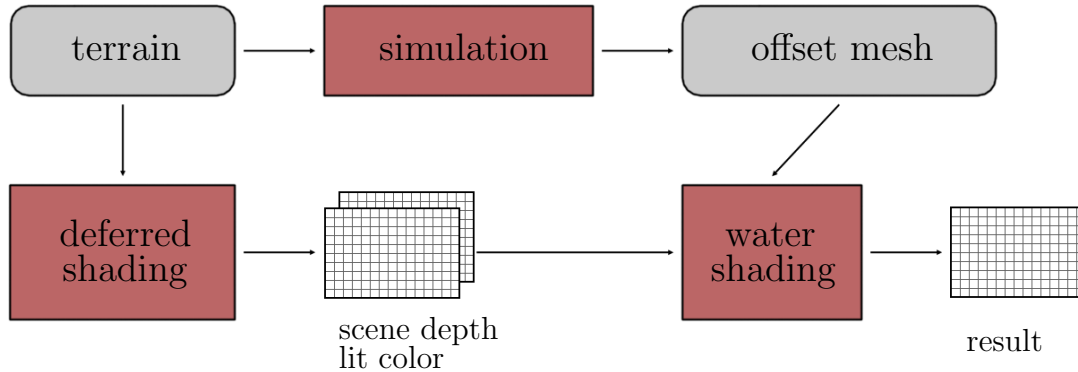 terrain
simulation
offset mesh
deferred
shading
water
shading
scene depth
lit color
result